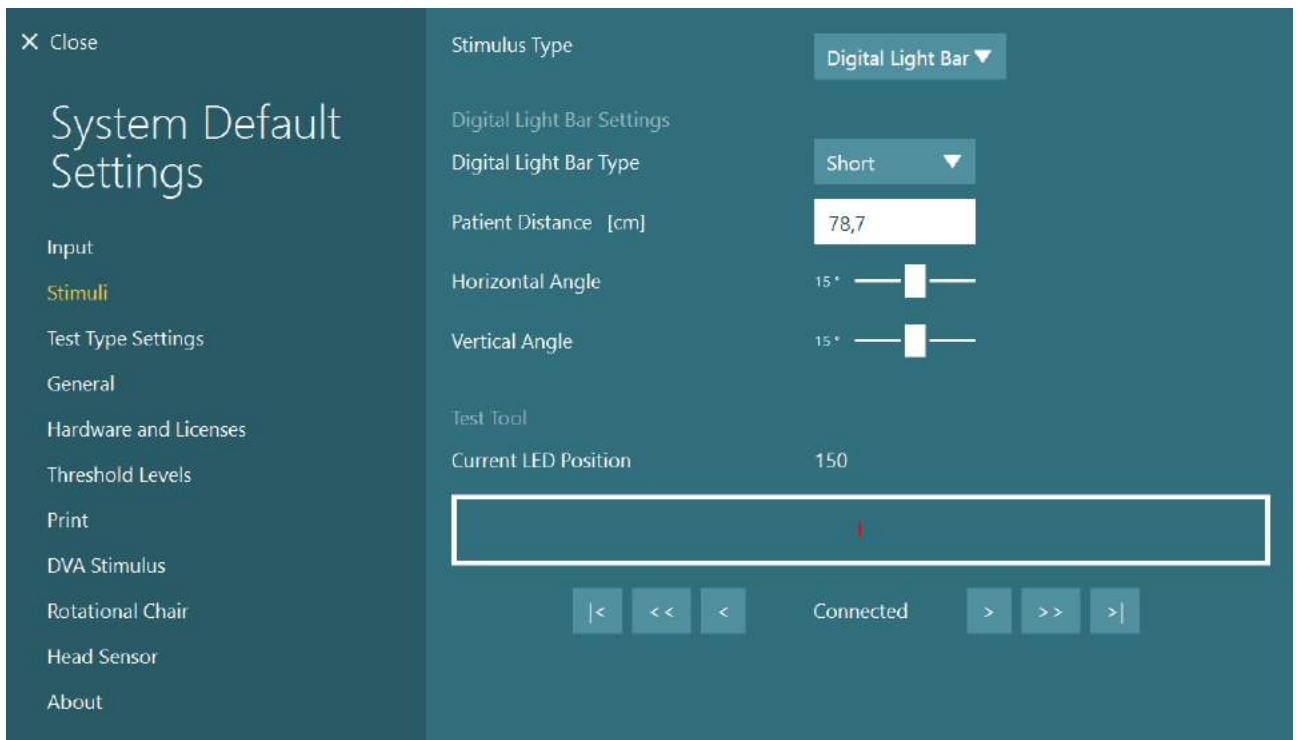 ✕ Close
System Default
Settings
Input
Stimuli
Test Type Settings
General
Hardware and Licenses
Threshold Levels
Print
DVA Stimulus
Rotational Chair
Head Sensor
About
Stimulus Type Digital Light Bar ▼
Digital Light Bar Settings
Digital Light Bar Type Short ▼
Patient Distance [cm] 78,7
Horizontal Angle 15°
Vertical Angle 15°
Test Tool
Current LED Position 150
|< << < Connected > >> >|